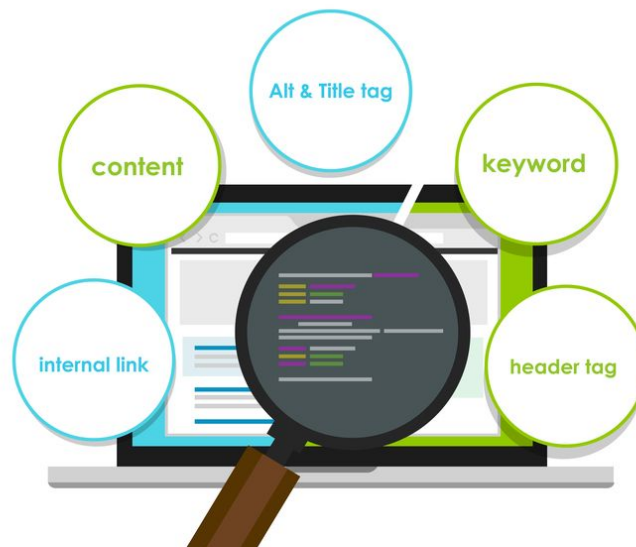 Alt & Title tag
content
keyword
internal link
header tag